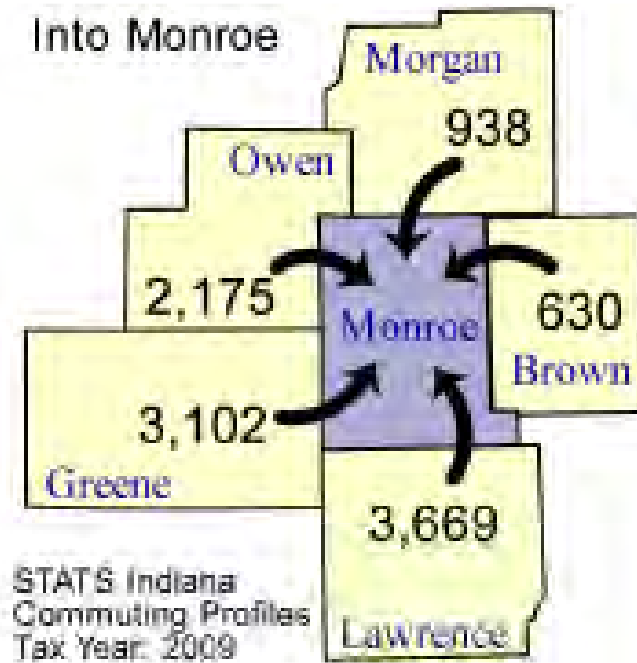 Into Monroe
Morgan
938
Owen
2,175
Monroe
630
Brown
3,102
Greene
3,669
Lawrence
STATS Indiana
Commuting Profiles
Tax Year: 2009